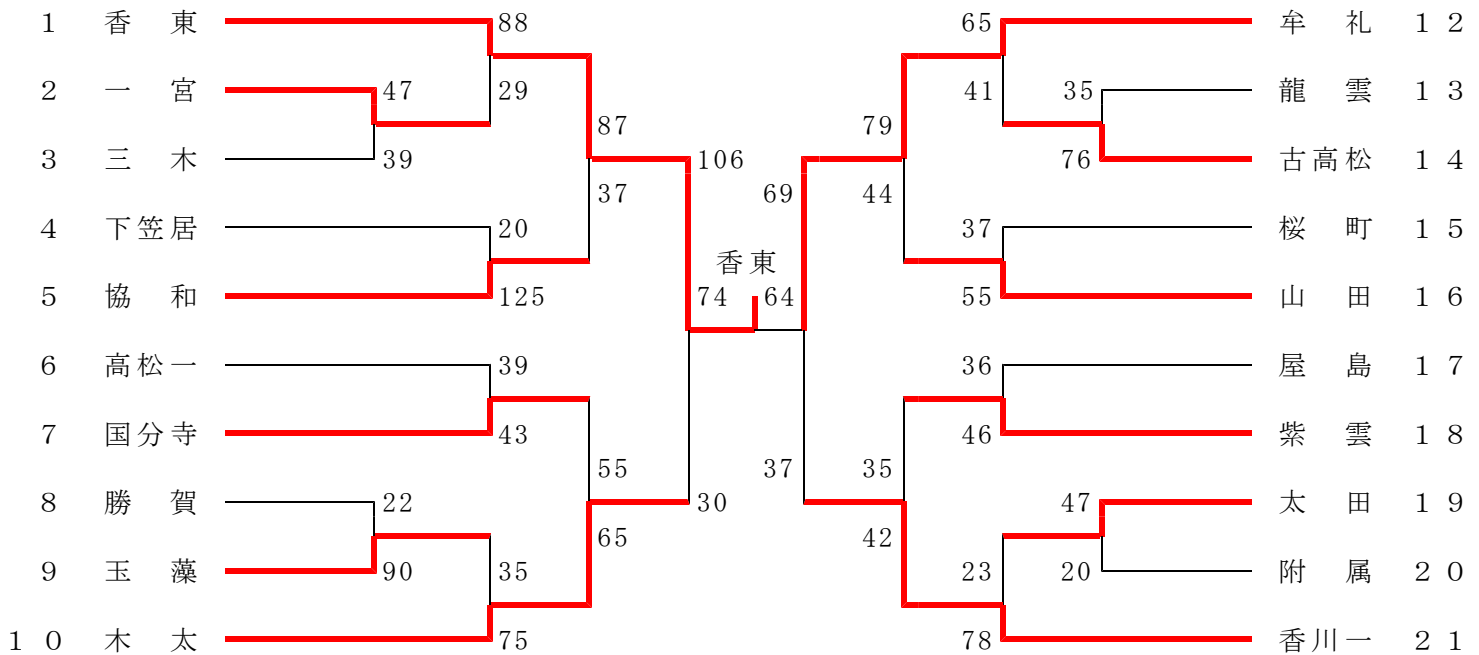 1 香 東 88 65 牟 礼 12
2 一 宮 47 29 41 35 龍 雲 13
87 79
3 三 木 39 106 76 古高松 14
37 69 44
4 下笠居 20 37 桜 町 15
香東
5 協 和 125 74 64 55 山 田 16
6 高松一 39 36 屋 島 17
7 国分寺 43 46 紫 雲 18
55 37 35
8 勝 賀 22 30 47 太 田 19
65 42
9 玉 藻 90 35 23 20 附 属 20
10 木 太 75 78 香川一 21